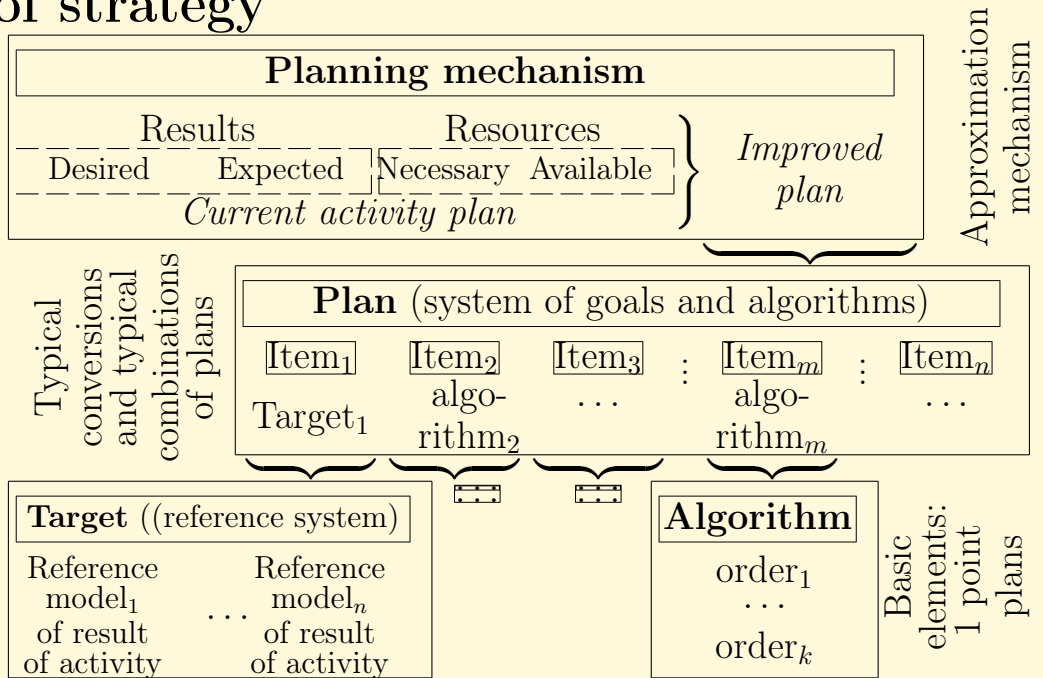 of strategy
Planning mechanism
Results Resources
Desired Expected Necessary Available
Current activity plan
Improved
plan
Approximation
mechanism
Typical
conversions
and typical
combinations
of plans
Plan (system of goals and algorithms)
Item₁ Item₂ Item₃ ⋮ Itemₘ ⋮ Itemₙ
Target₁
algo-
rithm₂
...
algo-
rithmₘ
...
Target ((reference system)
Reference
model₁
of result
of activity
...
Reference
modelₙ
of result
of activity
Algorithm
order₁
...
orderₖ
Basic
elements:
1 point
plans